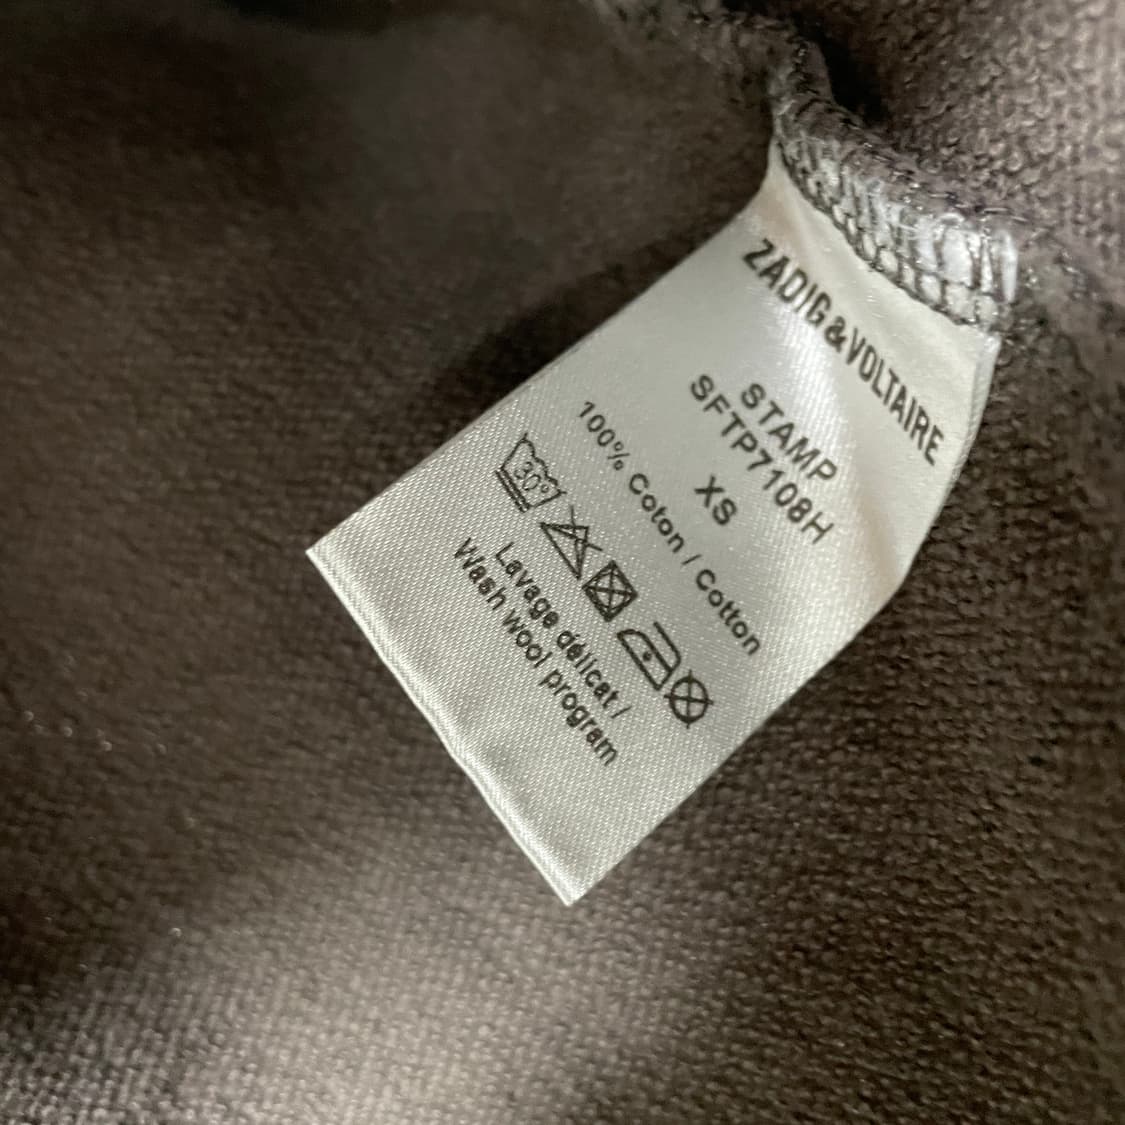 ZADIG & VOLTAIRE
STAMP
SFTP7108H
XS
100% Coton / Cotton
30°
Lavage délicat /
Wash wool program